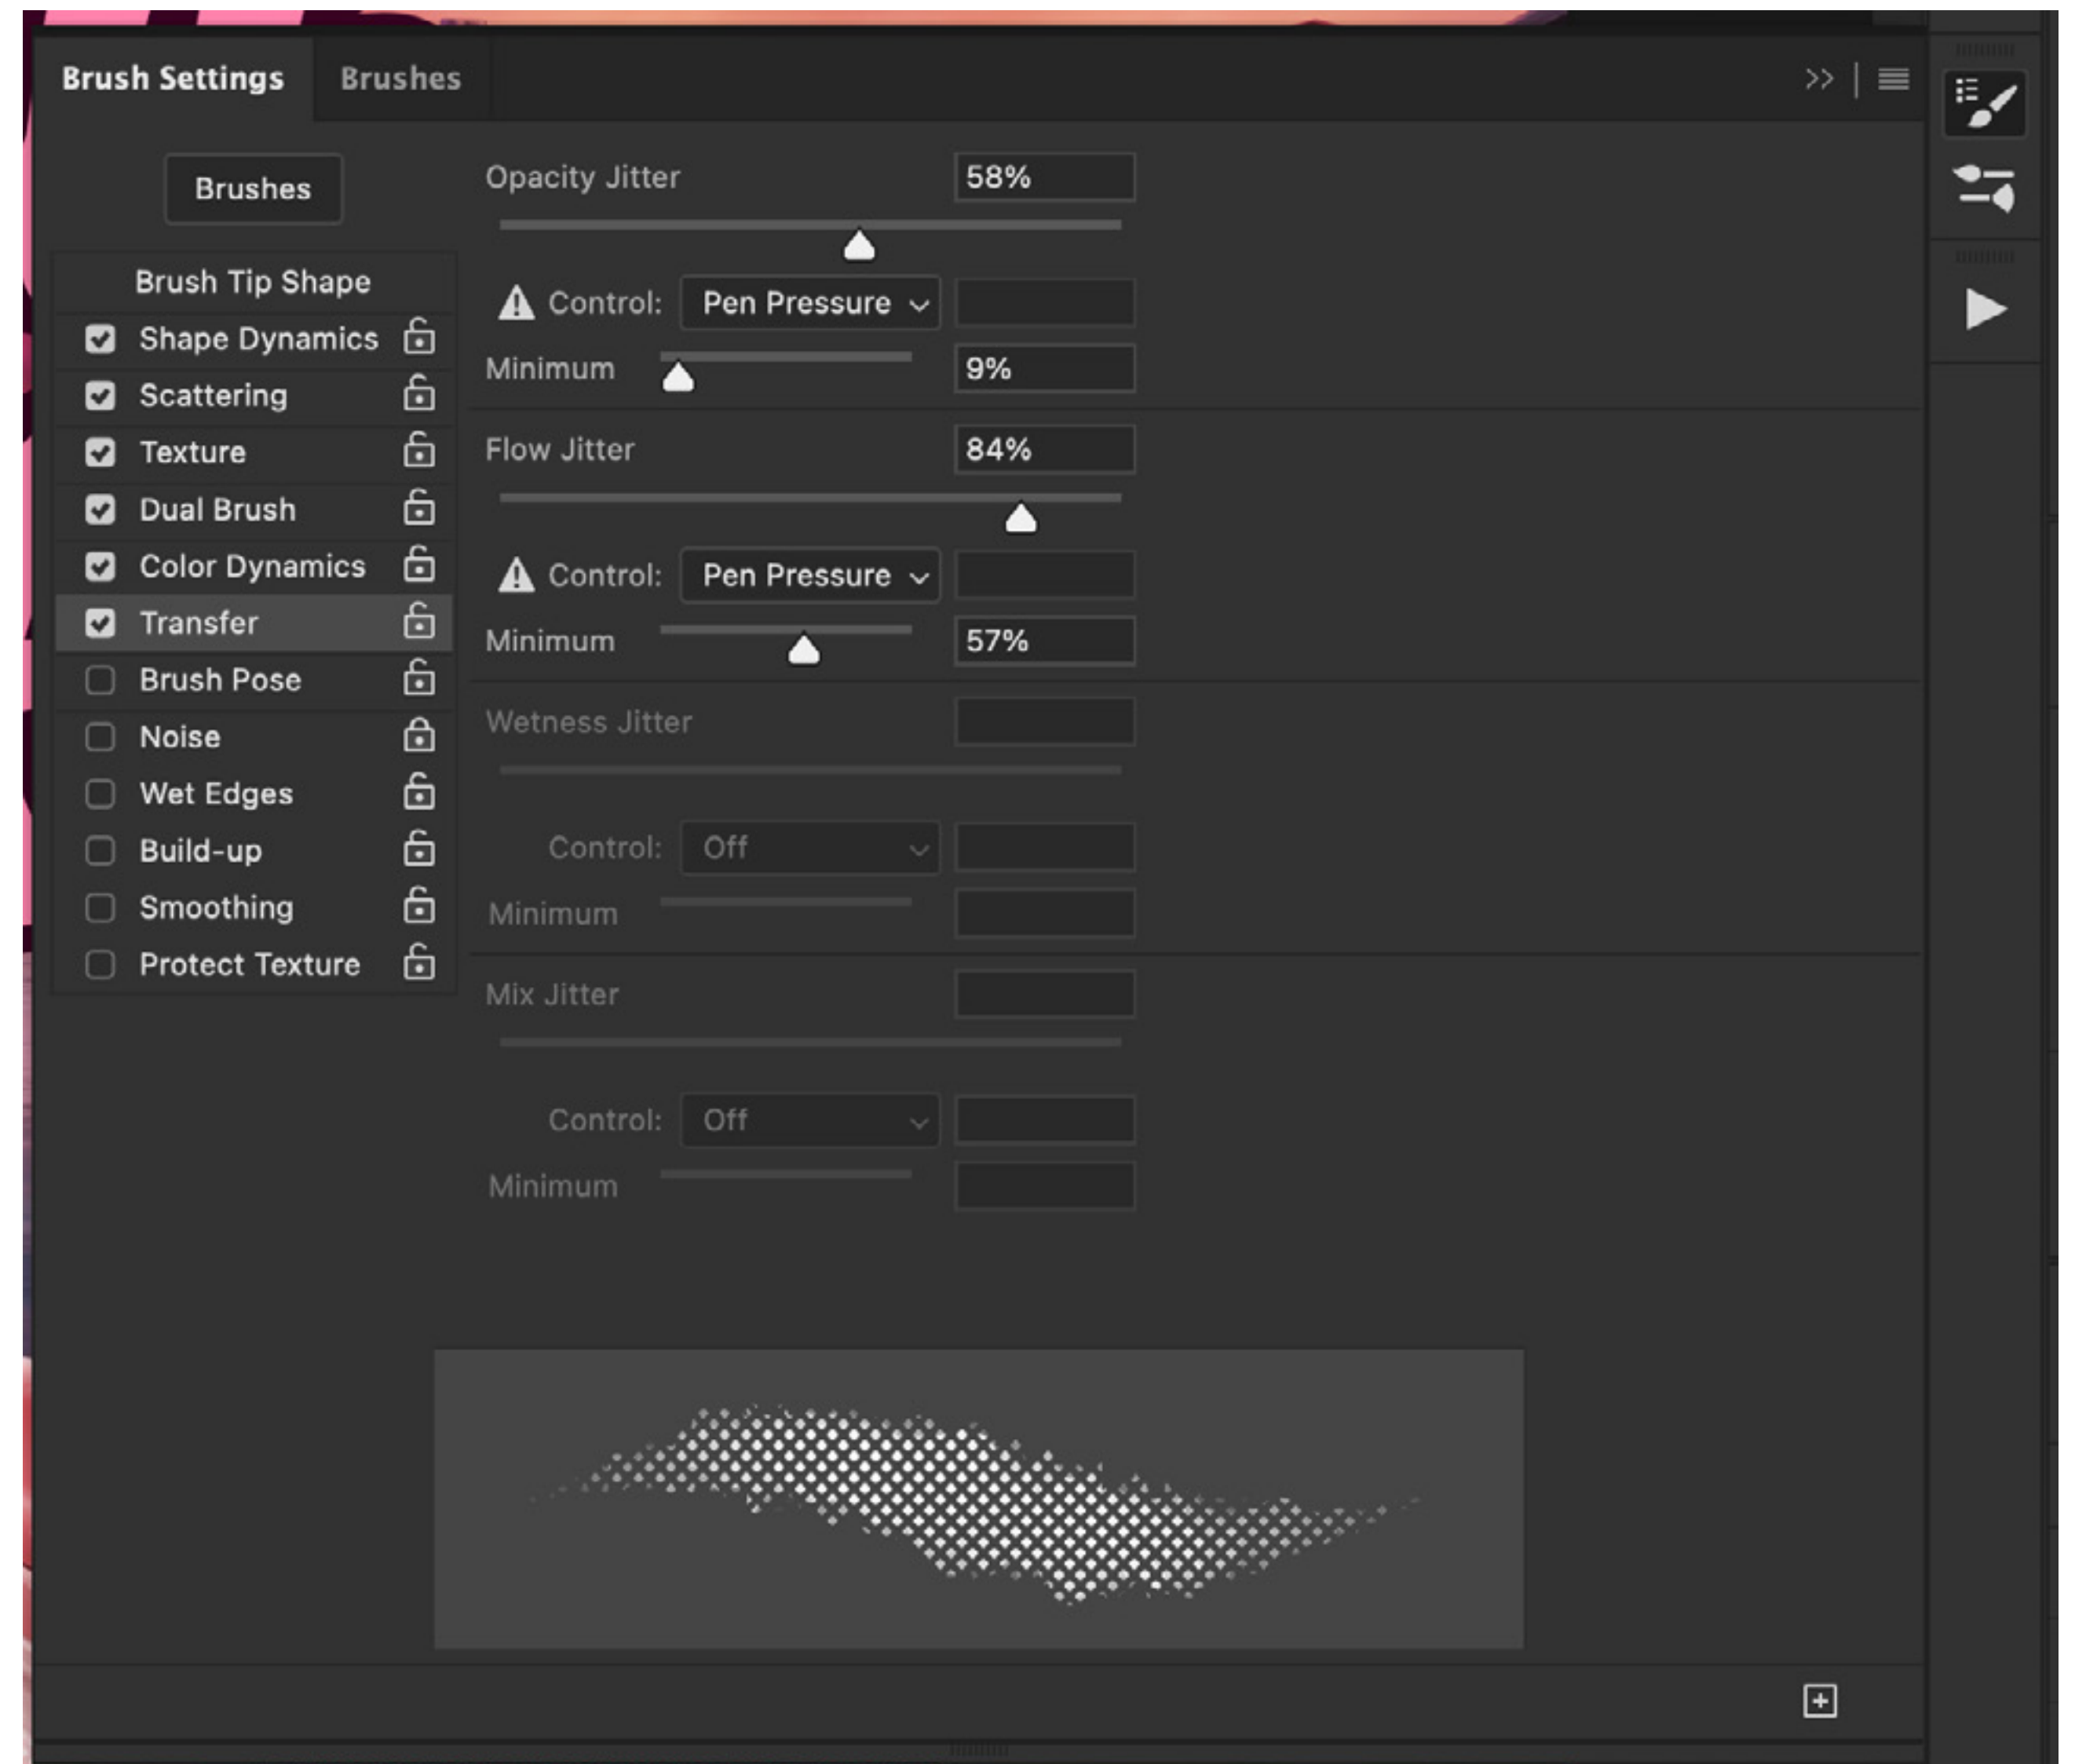 Brush Settings Brushes
Brushes
Brush Tip Shape
Shape Dynamics
Scattering
Texture
Dual Brush
Color Dynamics
Transfer
Brush Pose
Noise
Wet Edges
Build-up
Smoothing
Protect Texture
Opacity Jitter 58%
Control: Pen Pressure
Minimum 9%
Flow Jitter 84%
Control: Pen Pressure
Minimum 57%
Wetness Jitter
Control: Off
Minimum
Mix Jitter
Control: Off
Minimum